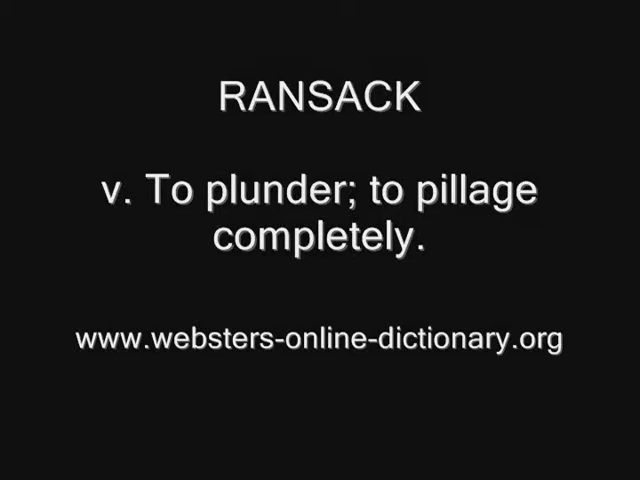 RANSACK
v. To plunder; to pillage
completely.
www.websters-online-dictionary.org